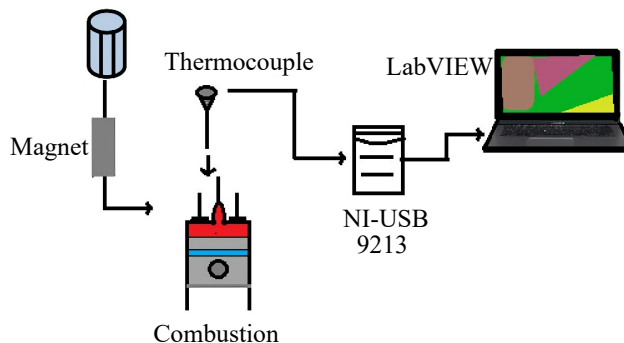 Thermocouple
LabVIEW
Magnet
NI-USB
9213
Combustion